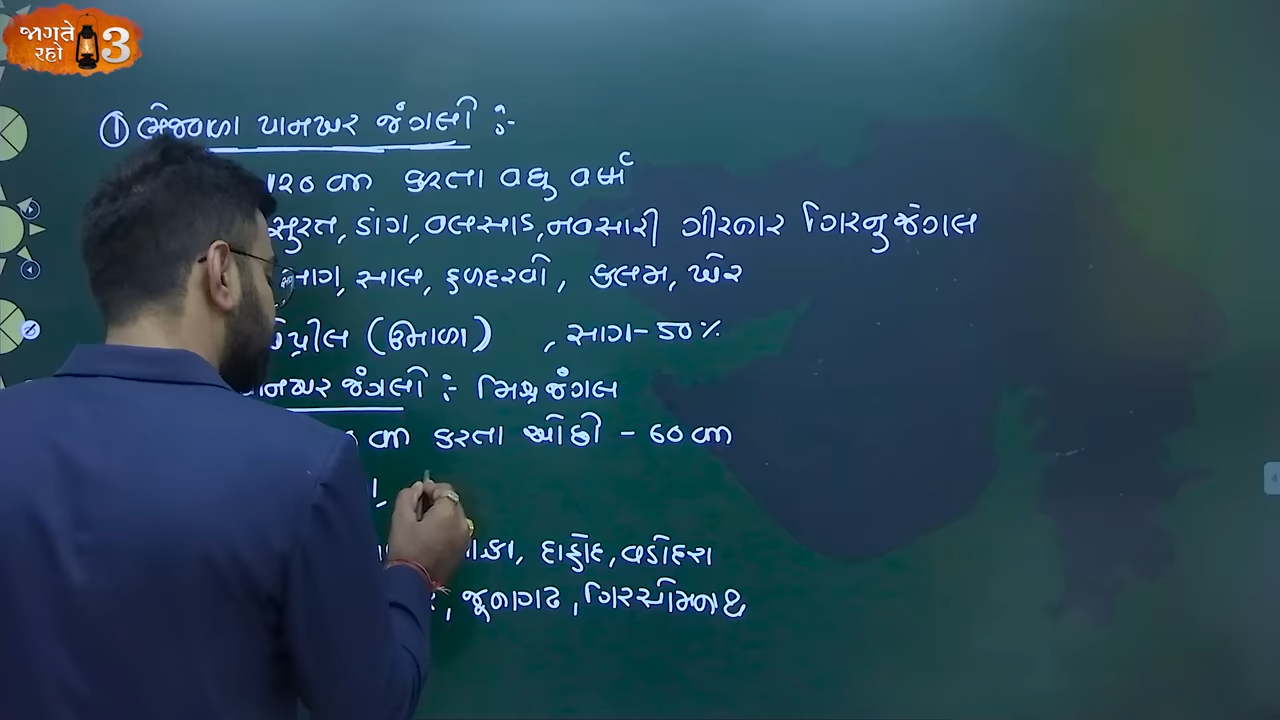 જાગતે રહો 3
① ભેજવાળા પાનખર જંગલો :-
120 cm કરતા વધુ વર્ષા
સુરત, ડાંગ, વલસાડ, નવસારી ગીરનાર ગિરનુ જંગલ
સાગ, સાલ, હળદરવો, કલમ, ખેર
એપ્રીલ (ઉનાળા) , સાગ - 50%
પાનખર જંગલો :- મિશ્ર જંગલ
cm કરતા ઓછી - 60 cm
દાહોદ, વડોદરા
, જૂનાગઢ, ગિરસોમનાથ